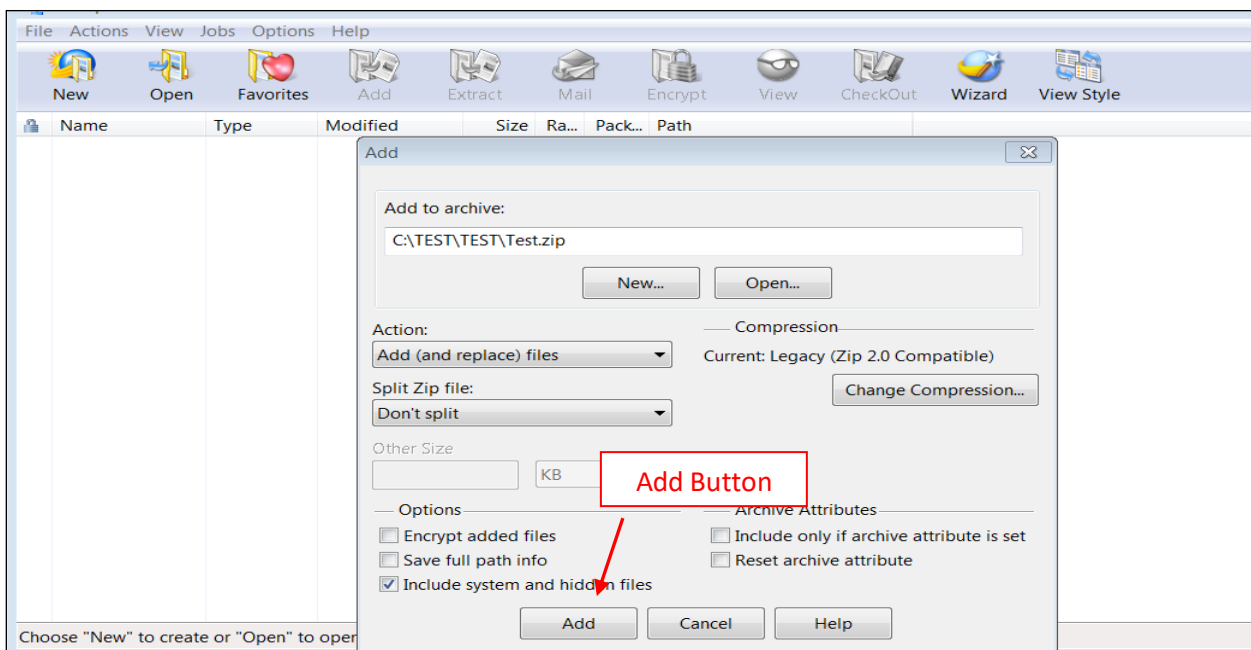 File Actions View Jobs Options Help
New Open Favorites Add Extract Mail Encrypt View CheckOut Wizard View Style
Name Type Modified Size Ra... Pack... Path
Add
Add to archive:
C:\TEST\TEST\Test.zip
New... Open...
Action: Compression
Add (and replace) files Current: Legacy (Zip 2.0 Compatible)
Split Zip file: Change Compression...
Don't split
Other Size
KB
Add Button
Options Archive Attributes
Encrypt added files Include only if archive attribute is set
Save full path info Reset archive attribute
Include system and hidden files
Add Cancel Help
Choose "New" to create or "Open" to oper